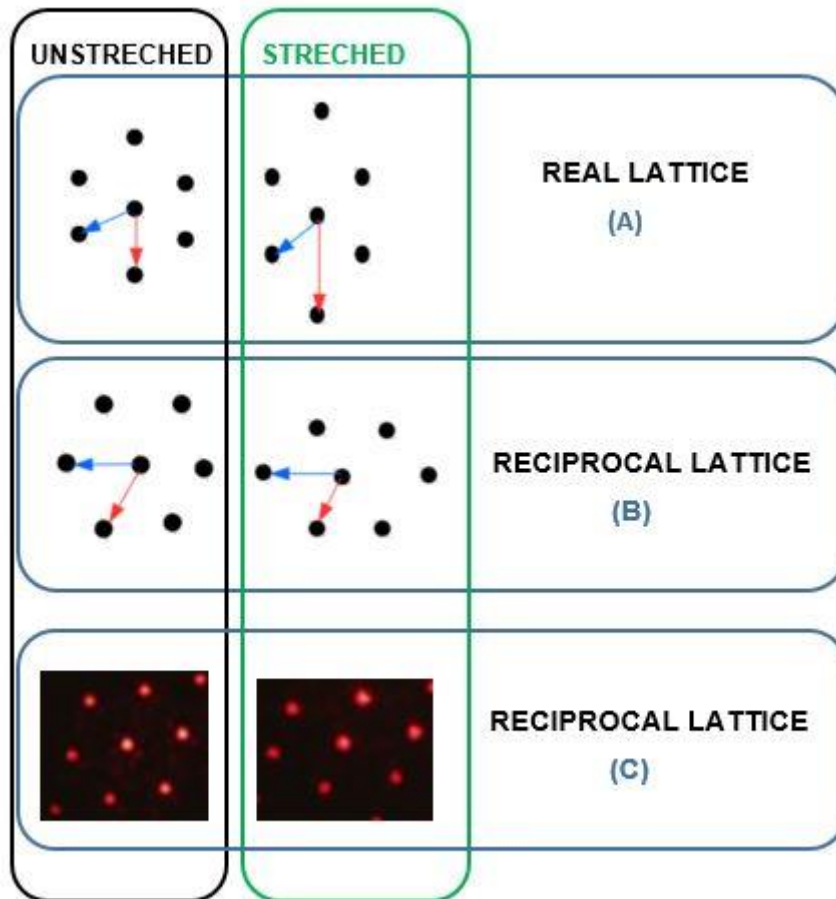 UNSTRECHED
STRECHED
REAL LATTICE
(A)
RECIPROCAL LATTICE
(B)
RECIPROCAL LATTICE
(C)